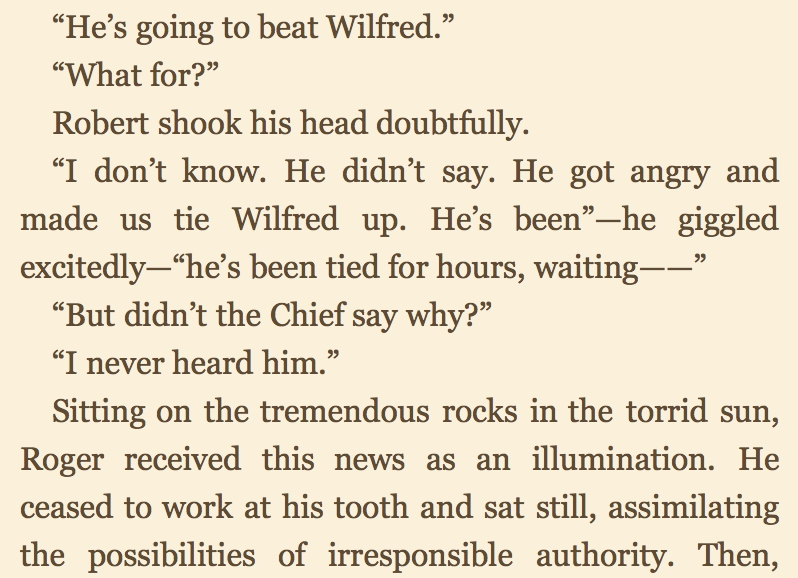 “He’s going to beat Wilfred.”
“What for?”
Robert shook his head doubtfully.
“I don’t know. He didn’t say. He got angry and
made us tie Wilfred up. He’s been”—he giggled
excitedly—“he’s been tied for hours, waiting——”
“But didn’t the Chief say why?”
“I never heard him.”
Sitting on the tremendous rocks in the torrid sun,
Roger received this news as an illumination. He
ceased to work at his tooth and sat still, assimilating
the possibilities of irresponsible authority. Then,